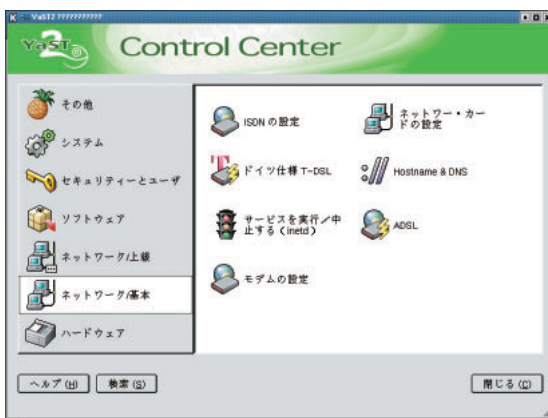 YaST2 ???????????
YaST2
Control Center
その他
システム
セキュリティーとユーザ
ソフトウェア
ネットワーク/上級
ネットワーク/基本
ハードウェア
ISDN の設定
ネットワー・カー
ドの設定
ドイツ仕様 T-DSL
Hostname & DNS
サービスを実行／中
止する（inetd）
ADSL
モデムの設定
ヘルプ (H)
検索 (S)
閉じる (C)